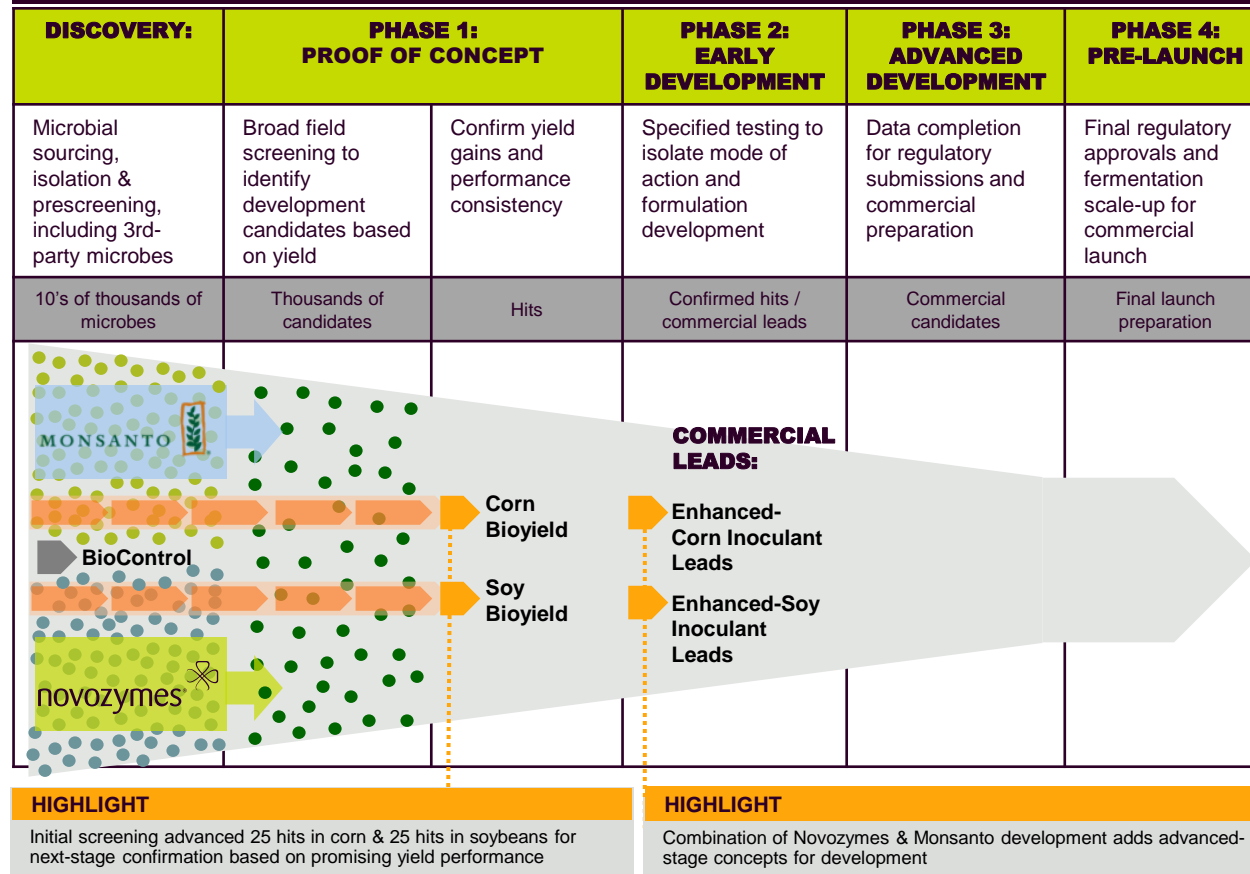 DISCOVERY:
PHASE 1:
PROOF OF CONCEPT
PHASE 2:
EARLY
DEVELOPMENT
PHASE 3:
ADVANCED
DEVELOPMENT
PHASE 4:
PRE-LAUNCH
Microbial
sourcing,
isolation &
prescreening,
including 3rd-
party microbes
Broad field
screening to
identify
development
candidates based
on yield
Confirm yield
gains and
performance
consistency
Specified testing to
isolate mode of
action and
formulation
development
Data completion
for regulatory
submissions and
commercial
preparation
Final regulatory
approvals and
fermentation
scale-up for
commercial
launch
10's of thousands of
microbes
Thousands of
candidates
Hits
Confirmed hits /
commercial leads
Commercial
candidates
Final launch
preparation
MONSANTO
COMMERCIAL
LEADS:
Corn
Bioyield
Enhanced-
Corn Inoculant
Leads
BioControl
Soy
Bioyield
Enhanced-Soy
Inoculant
Leads
novozymes
HIGHLIGHT
Initial screening advanced 25 hits in corn & 25 hits in soybeans for
next-stage confirmation based on promising yield performance
HIGHLIGHT
Combination of Novozymes & Monsanto development adds advanced-
stage concepts for development